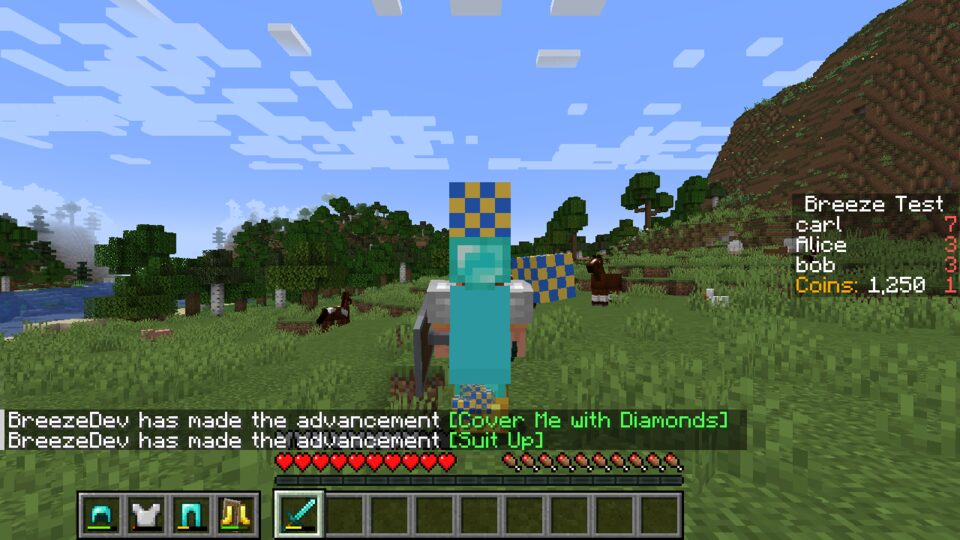 Breeze Test
carl 7
Alice 3
bob 3
Coins: 1,250 1
BreezeDev has made the advancement [Cover Me with Diamonds]
BreezeDev has made the advancement [Suit Up]